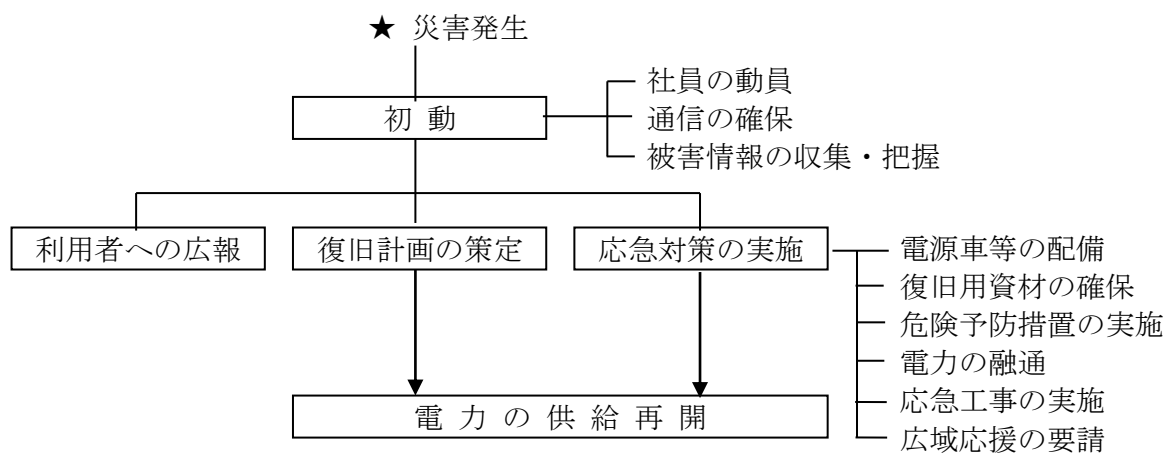 ★ 災害発生
初 動
社員の動員
通信の確保
被害情報の収集・把握
利用者への広報
復旧計画の策定
応急対策の実施
電源車等の配備
復旧用資材の確保
危険予防措置の実施
電力の融通
応急工事の実施
広域応援の要請
電 力 の 供 給 再 開